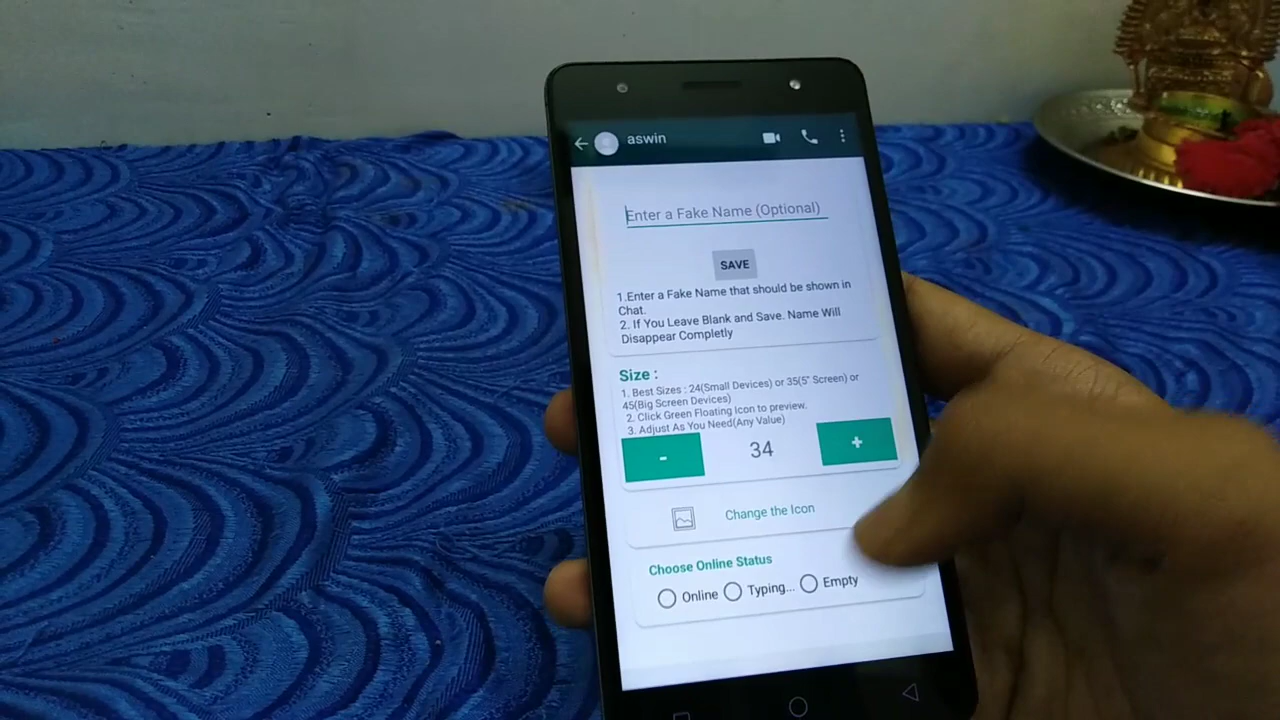 aswin
Enter a Fake Name (Optional)
SAVE
1.Enter a Fake Name that should be shown in
Chat.
2. If You Leave Blank and Save. Name Will
Disappear Completly
Size :
1. Best Sizes : 24(Small Devices) or 35(5" Screen) or
45(Big Screen Devices)
2. Click Green Floating Icon to preview.
3. Adjust As You Need(Any Value)
- 34 +
Change the Icon
Choose Online Status
Online Typing... Empty